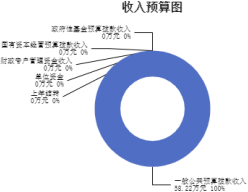 收入预算图
政府性基金预算拨款收入
0万元 0%
国有资本经营预算拨款收入
0万元 0%
财政专户管理资金收入
0万元 0%
单位资金
0万元 0%
上年结转
0万元 0%
一般公共预算拨款收入
58.22万元 100%